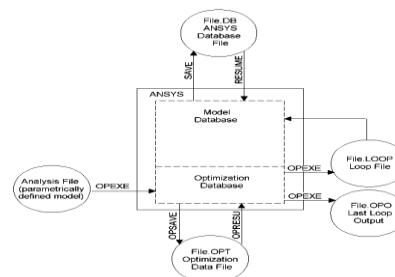 File.DB
ANSYS
Database
File
SAVE
RESUME
ANSYS
Model
Database
File.LOOP
Loop File
OPEXE
Optimization
Database
Analysis File
(parametrically
defined model)
OPEXE
OPEXE
File.OPO
Last Loop
Output
OPSAVE
OPRESU
File.OPT
Optimization
Data File